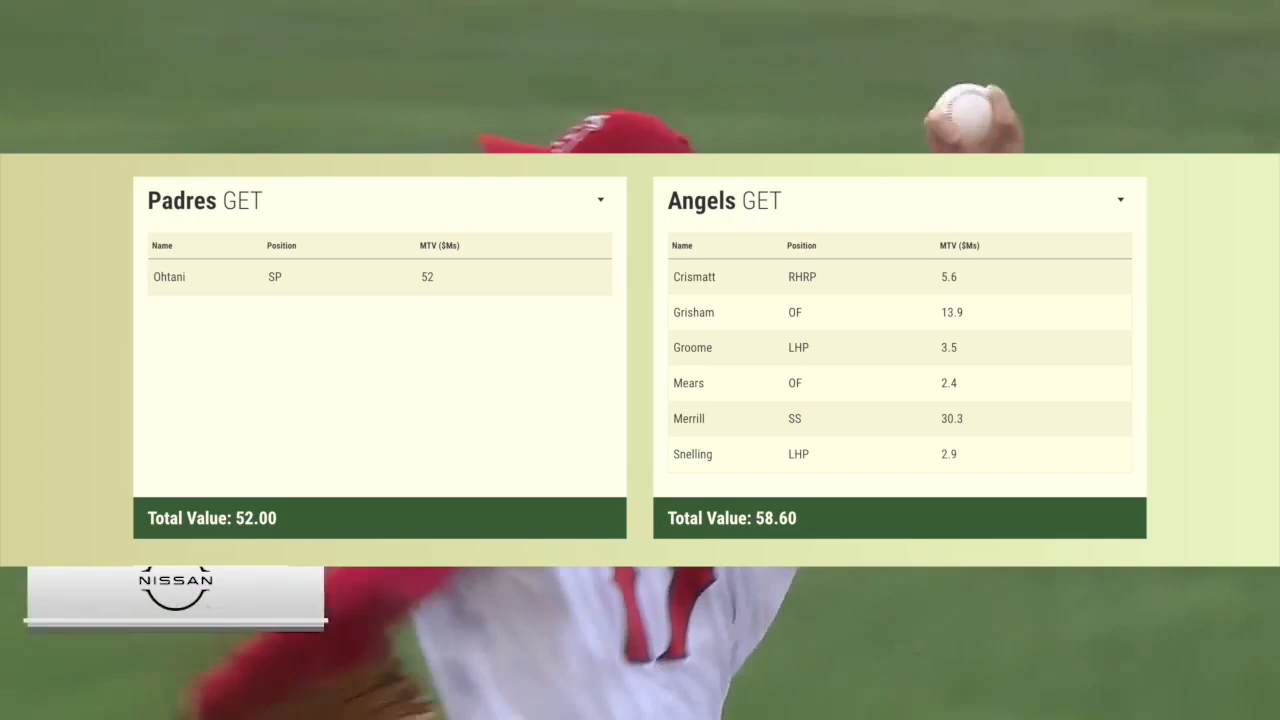 Padres GET
Name Position MTV ($Ms)
Ohtani SP 52
Total Value: 52.00
Angels GET
Name Position MTV ($Ms)
Crismatt RHRP 5.6
Grisham OF 13.9
Groome LHP 3.5
Mears OF 2.4
Merrill SS 30.3
Snelling LHP 2.9
Total Value: 58.60
NISSAN